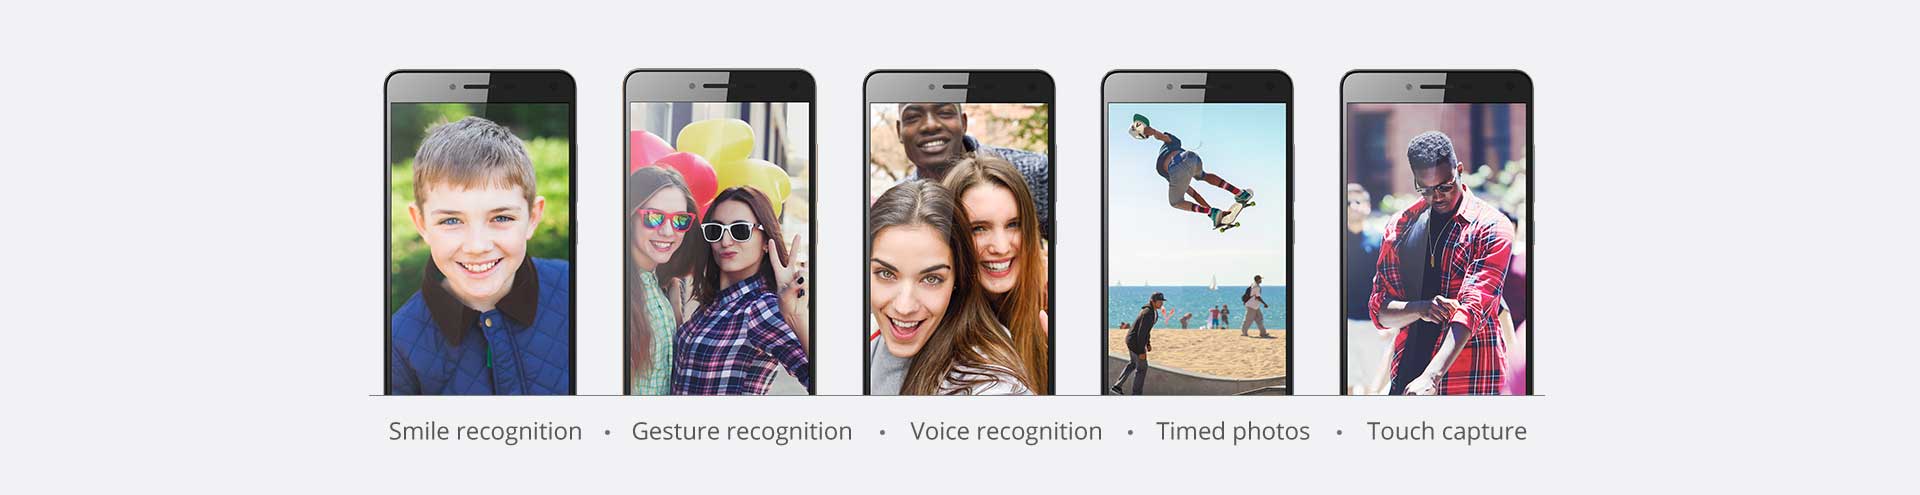 Smile recognition • Gesture recognition • Voice recognition • Timed photos • Touch capture